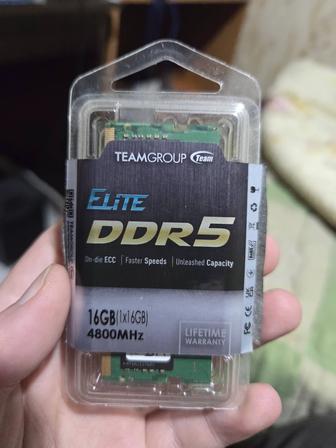 TEAMGROUP Team
ELITE
DDR5
On-die ECC | Faster Speeds | Unleashed Capacity
16GB(1x16GB)
4800MHz
LIFETIME
WARRANTY